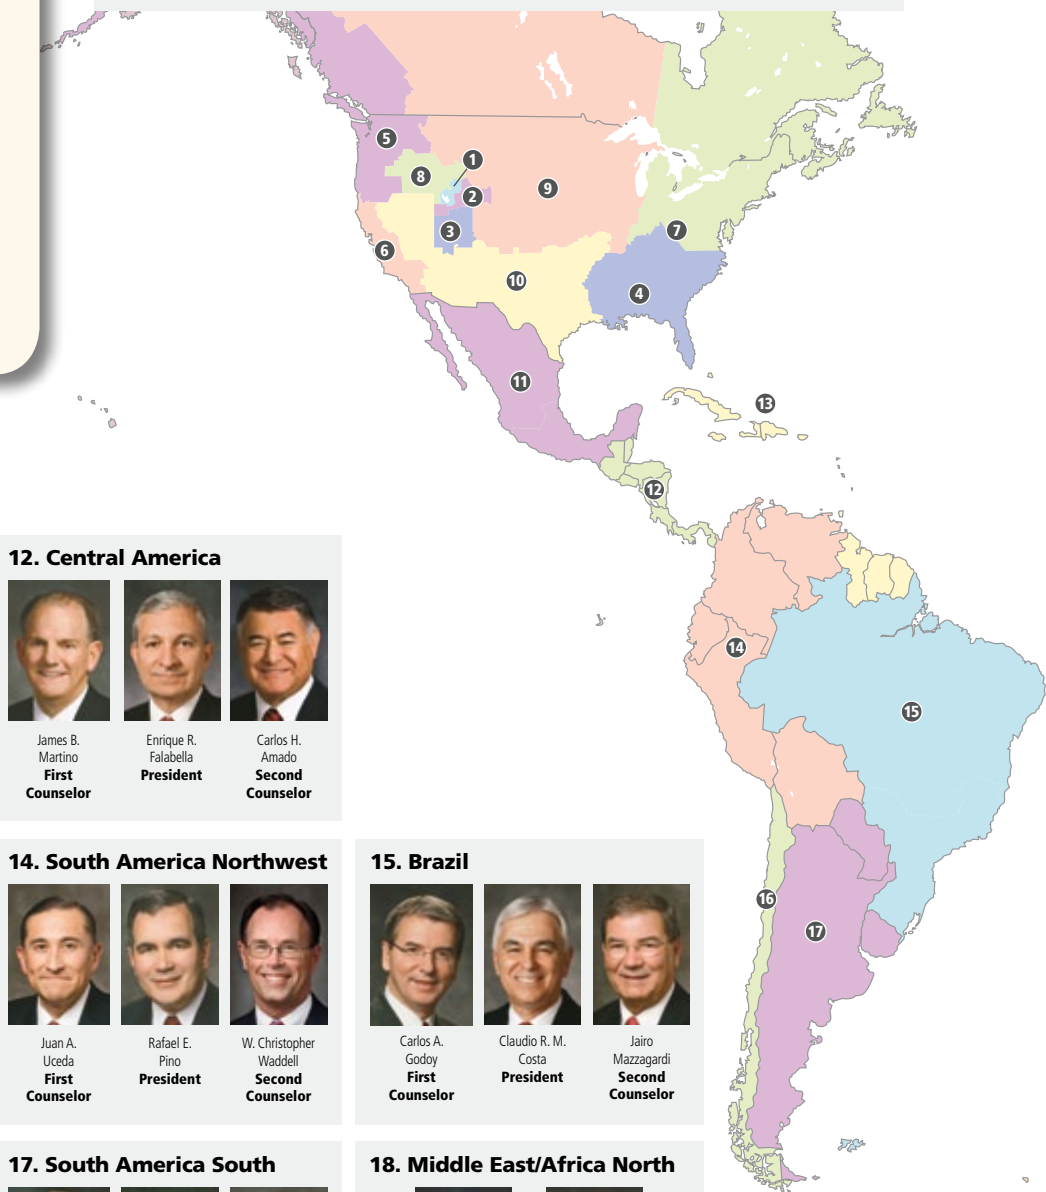 5
1
8
2
9
3
7
6
10
4
11
13
12
12. Central America
James B.
Martino
First
Counselor
Enrique R.
Falabella
President
Carlos H.
Amado
Second
Counselor
14
15
16
17
14. South America Northwest
Juan A.
Uceda
First
Counselor
Rafael E.
Pino
President
W. Christopher
Waddell
Second
Counselor
15. Brazil
Carlos A.
Godoy
First
Counselor
Claudio R. M.
Costa
President
Jairo
Mazzagardi
Second
Counselor
17. South America South
18. Middle East/Africa North